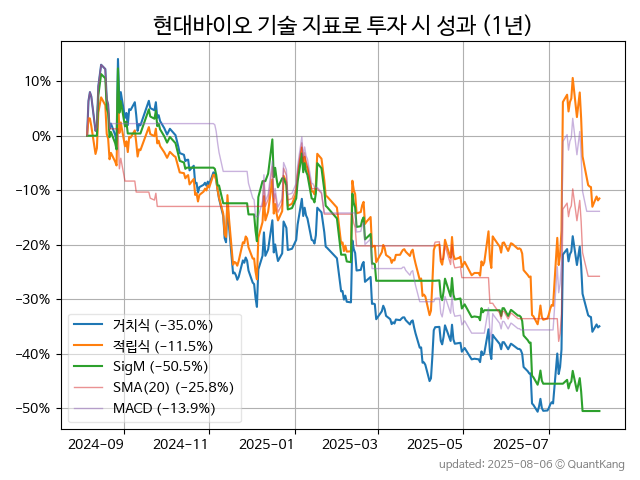 현대바이오 기술 지표로 투자 시 성과 (1년)
10%
0%
−10%
−20%
−30%
−40%
−50%
거치식 (−35.0%)
적립식 (−11.5%)
SigM (−50.5%)
SMA(20) (−25.8%)
MACD (−13.9%)
2024-09
2024-11
2025-01
2025-03
2025-05
2025-07
updated: 2025-08-06 © QuantKang